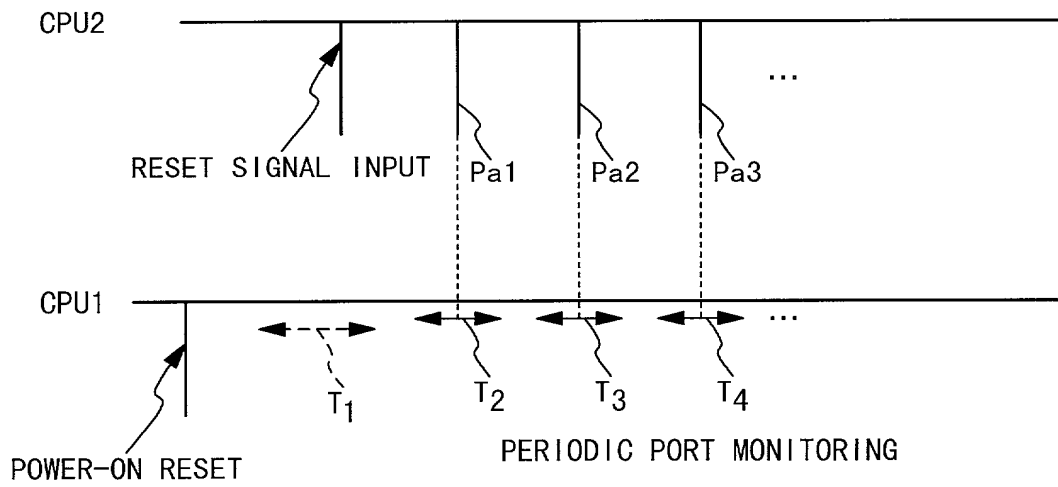 CPU2
...
RESET SIGNAL INPUT
Pa1
Pa2
Pa3
CPU1
...
T1
T2
T3
T4
PERIODIC PORT MONITORING
POWER-ON RESET